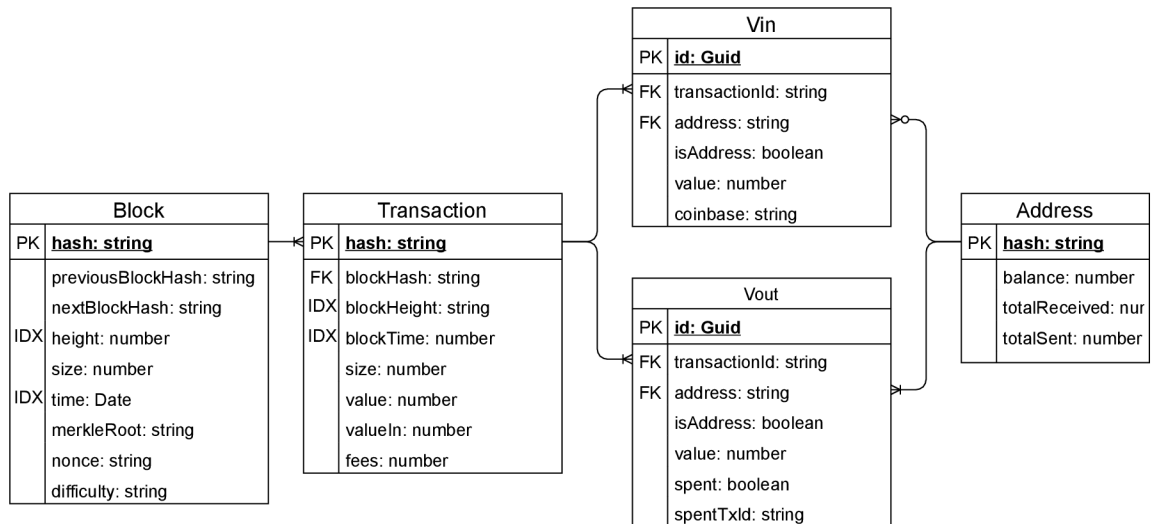 Block
PK hash: string
previousBlockHash: string
nextBlockHash: string
IDX height: number
size: number
IDX time: Date
merkleRoot: string
nonce: string
difficulty: string
Transaction
PK hash: string
FK blockHash: string
IDX blockHeight: string
IDX blockTime: number
size: number
value: number
valueIn: number
fees: number
Vin
PK id: Guid
FK transactionId: string
FK address: string
isAddress: boolean
value: number
coinbase: string
Vout
PK id: Guid
FK transactionId: string
FK address: string
isAddress: boolean
value: number
spent: boolean
spentTxId: string
Address
PK hash: string
balance: number
totalReceived: nur
totalSent: number